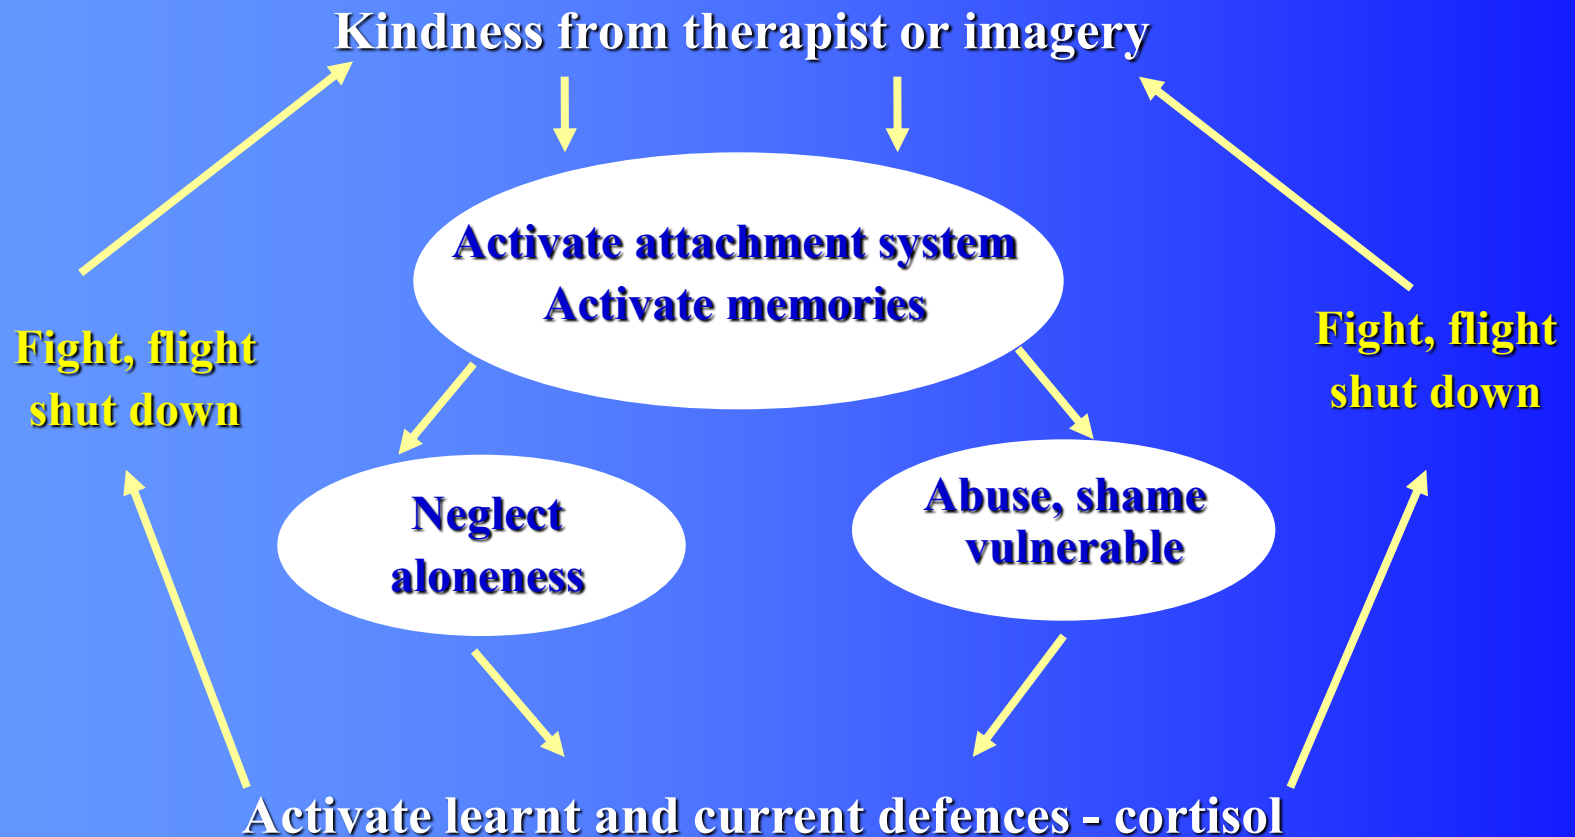 Kindness from therapist or imagery
Activate attachment system
Activate memories
Fight, flight
shut down
Fight, flight
shut down
Neglect
aloneness
Abuse, shame
vulnerable
Activate learnt and current defences - cortisol